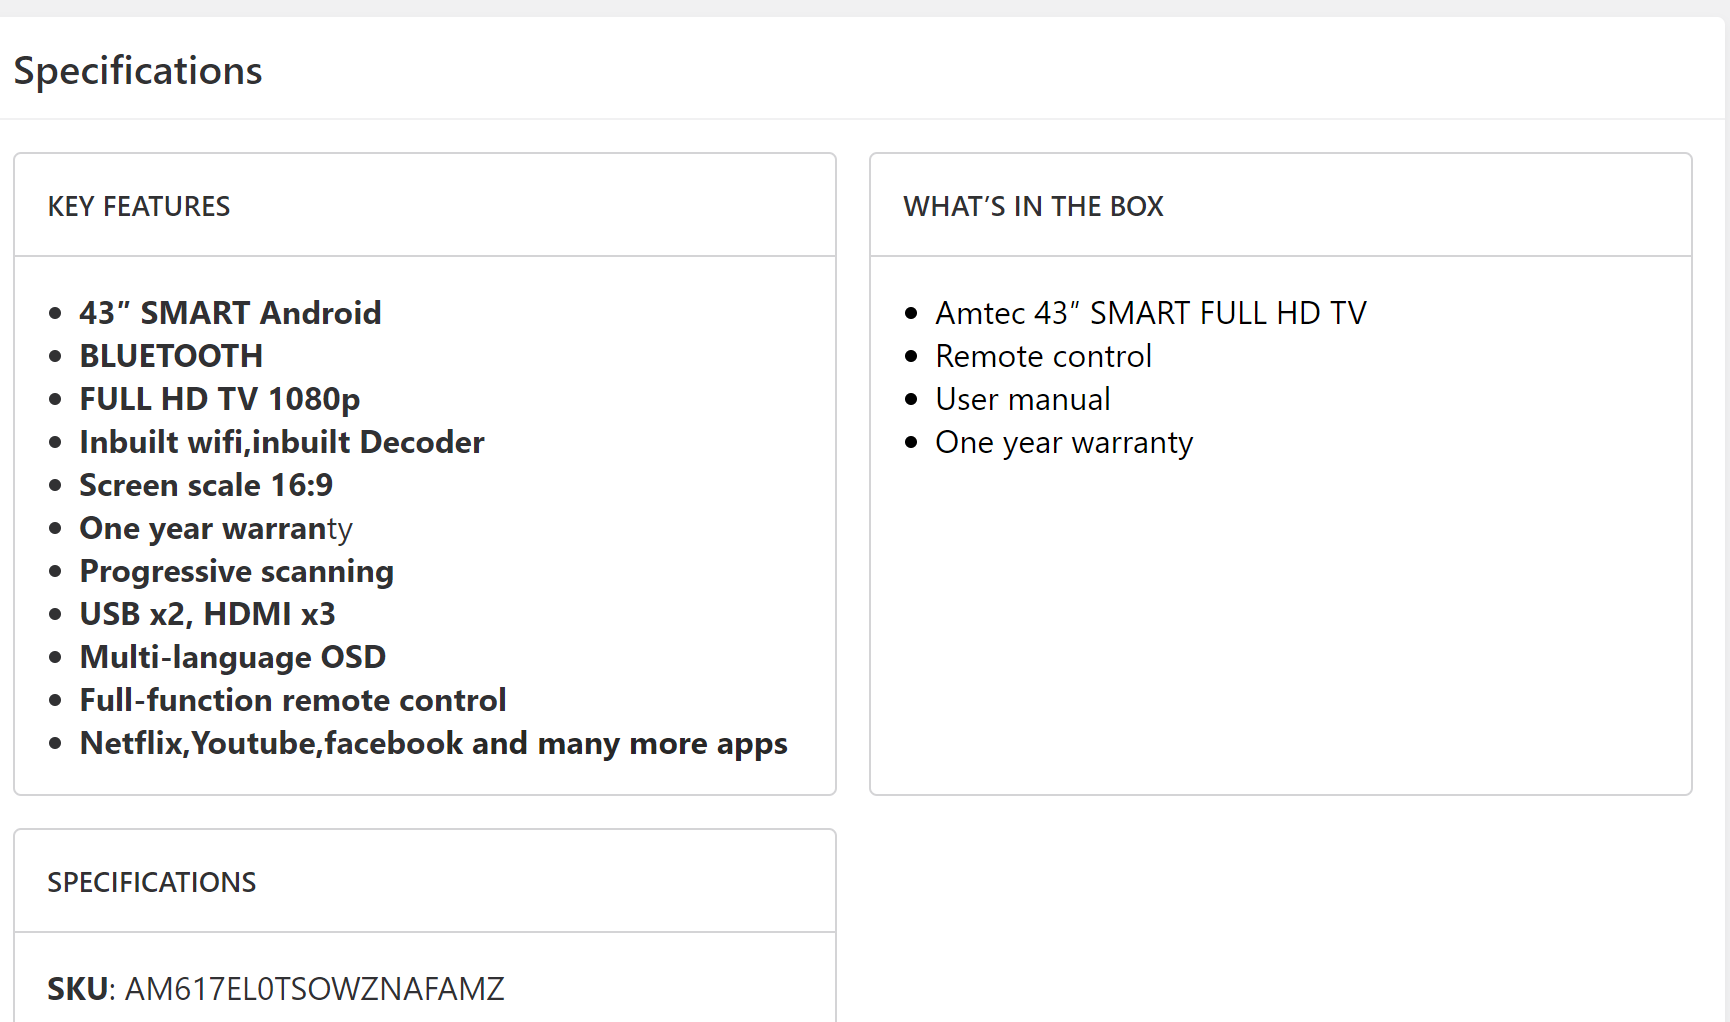 Specifications
KEY FEATURES
43” SMART Android
BLUETOOTH
FULL HD TV 1080p
Inbuilt wifi,inbuilt Decoder
Screen scale 16:9
One year warranty
Progressive scanning
USB x2, HDMI x3
Multi-language OSD
Full-function remote control
Netflix,Youtube,facebook and many more apps
WHAT’S IN THE BOX
Amtec 43” SMART FULL HD TV
Remote control
User manual
One year warranty
SPECIFICATIONS
SKU: AM617EL0TSOWZNAFAMZ